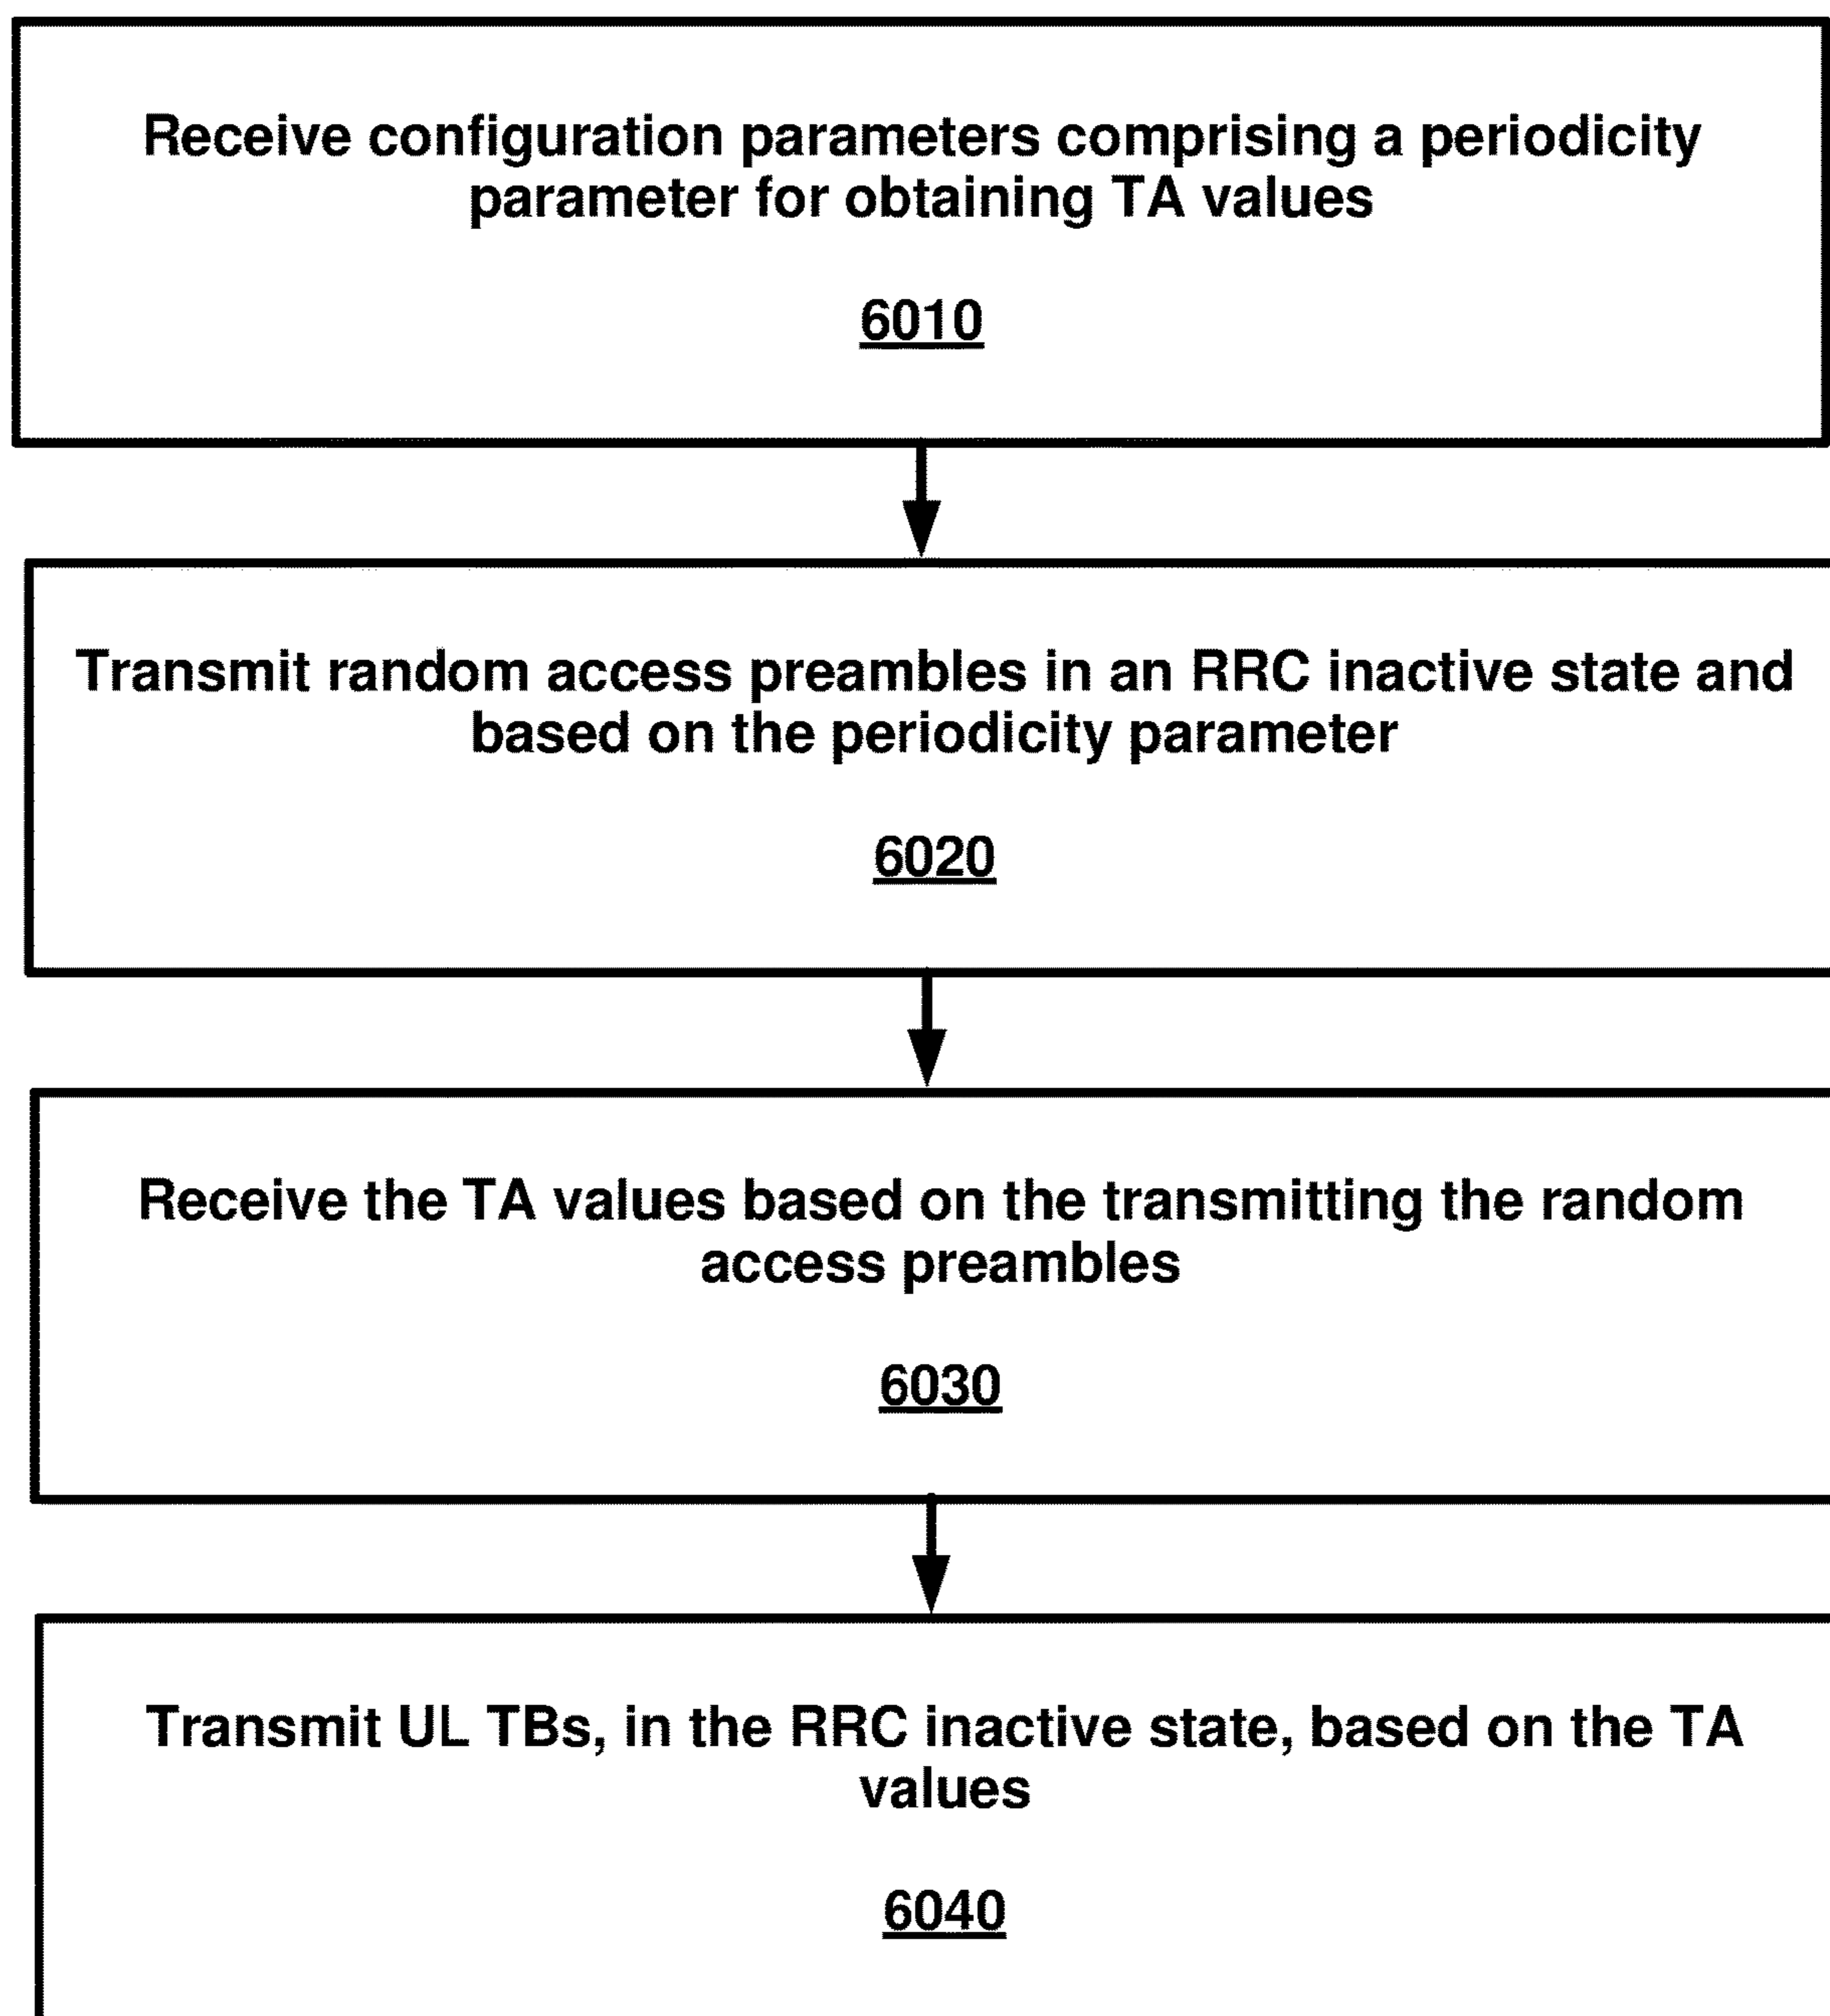 Receive configuration parameters comprising a periodicity
parameter for obtaining TA values
6010
Transmit random access preambles in an RRC inactive state and
based on the periodicity parameter
6020
Receive the TA values based on the transmitting the random
access preambles
6030
Transmit UL TBs, in the RRC inactive state, based on the TA
values
6040